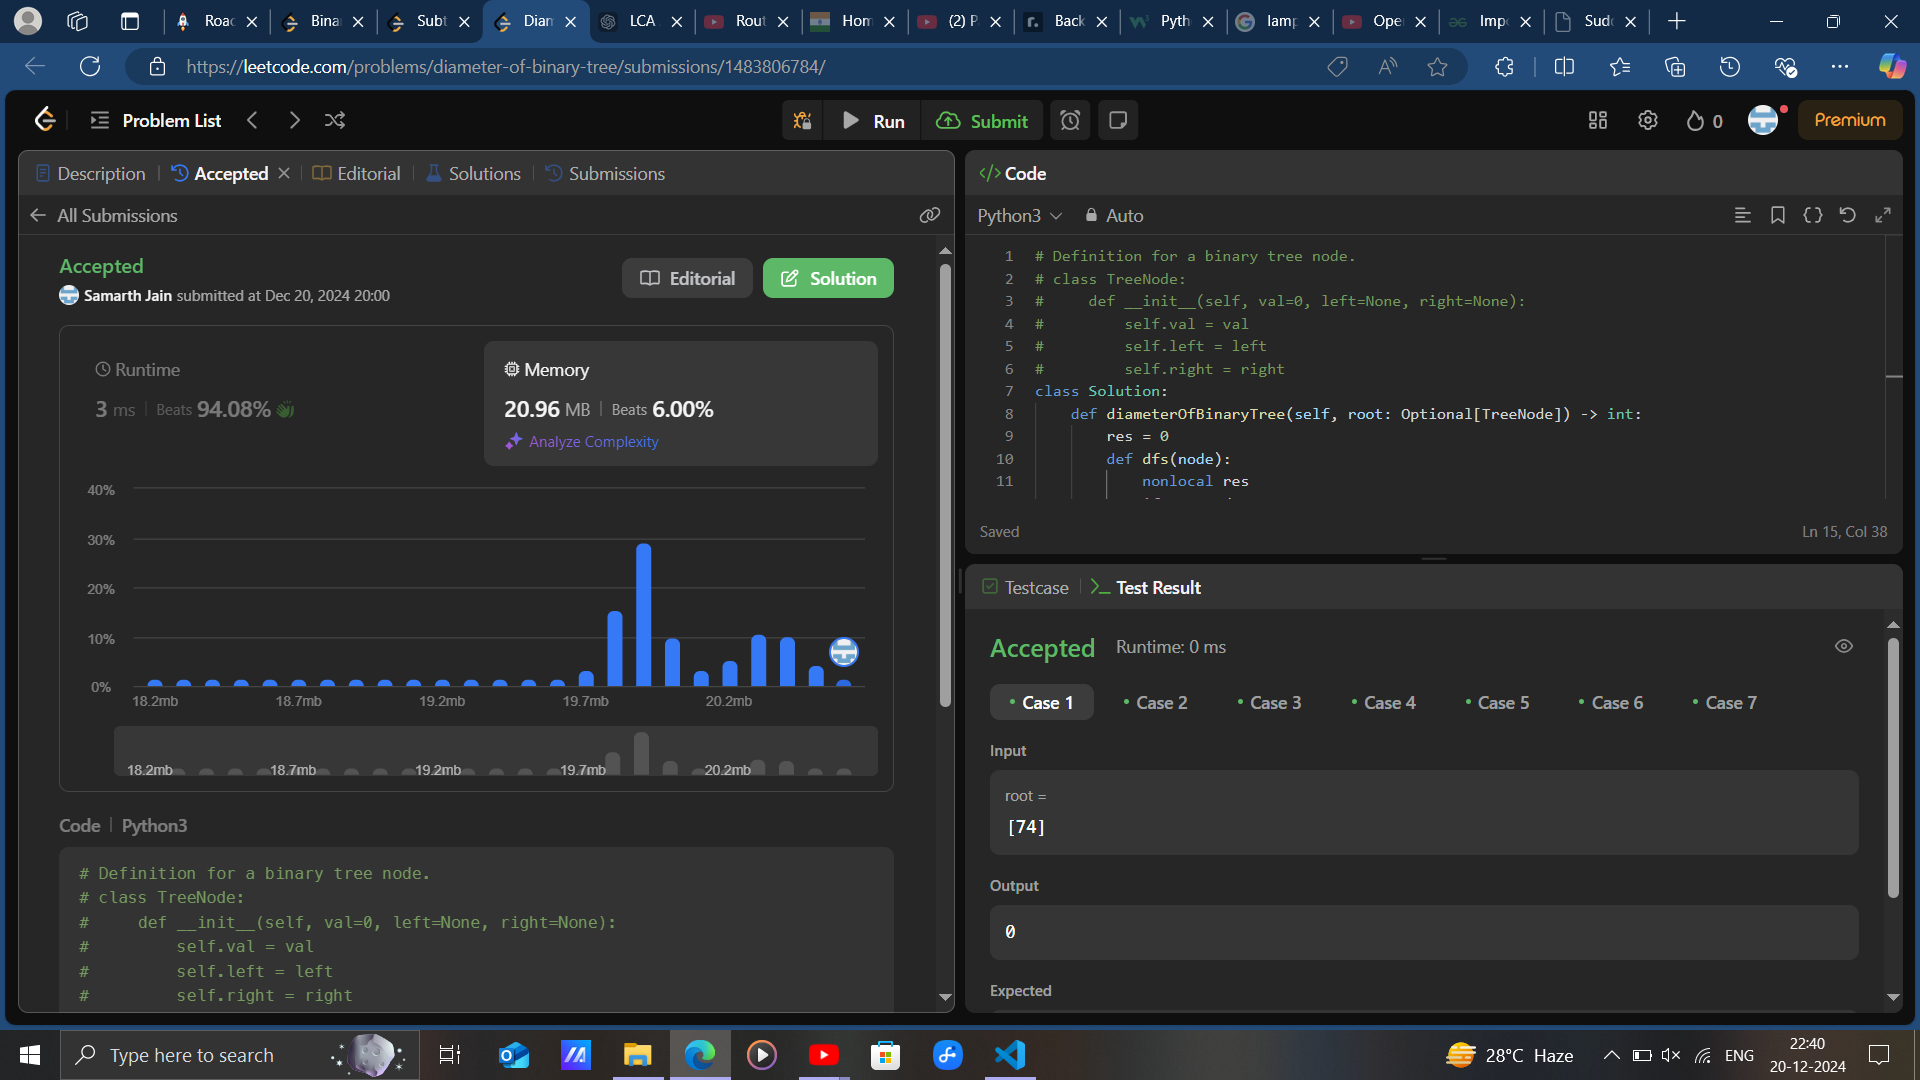 Roa
Bina
Subt
Dian
LCA
Rout
Hom
(2) P
Back
Pyth
lamp
Ope
Imp
Sud
https://leetcode.com/problems/diameter-of-binary-tree/submissions/1483806784/
Problem List
Run
Submit
0
Premium
Description
Accepted
Editorial
Solutions
Submissions
All Submissions
Accepted
Samarth Jain submitted at Dec 20, 2024 20:00
Editorial
Solution
Runtime
3 ms | Beats 94.08%
Memory
20.96 MB | Beats 6.00%
Analyze Complexity
40%
30%
20%
10%
0%
18.2mb 18.7mb 19.2mb 19.7mb 20.2mb
18.2mb 18.7mb 19.2mb 19.7mb 20.2mb
Code | Python3
# Definition for a binary tree node.
# class TreeNode:
#     def __init__(self, val=0, left=None, right=None):
#         self.val = val
#         self.left = left
#         self.right = right
</> Code
Python3
Auto
1 # Definition for a binary tree node.
2 # class TreeNode:
3 #     def __init__(self, val=0, left=None, right=None):
4 #         self.val = val
5 #         self.left = left
6 #         self.right = right
7 class Solution:
8     def diameterOfBinaryTree(self, root: Optional[TreeNode]) -> int:
9         res = 0
10         def dfs(node):
11             nonlocal res
Saved
Ln 15, Col 38
Testcase
Test Result
Accepted
Runtime: 0 ms
Case 1
Case 2
Case 3
Case 4
Case 5
Case 6
Case 7
Input
root =
[74]
Output
0
Expected
Type here to search
28°C Haze
ENG
22:40
20-12-2024